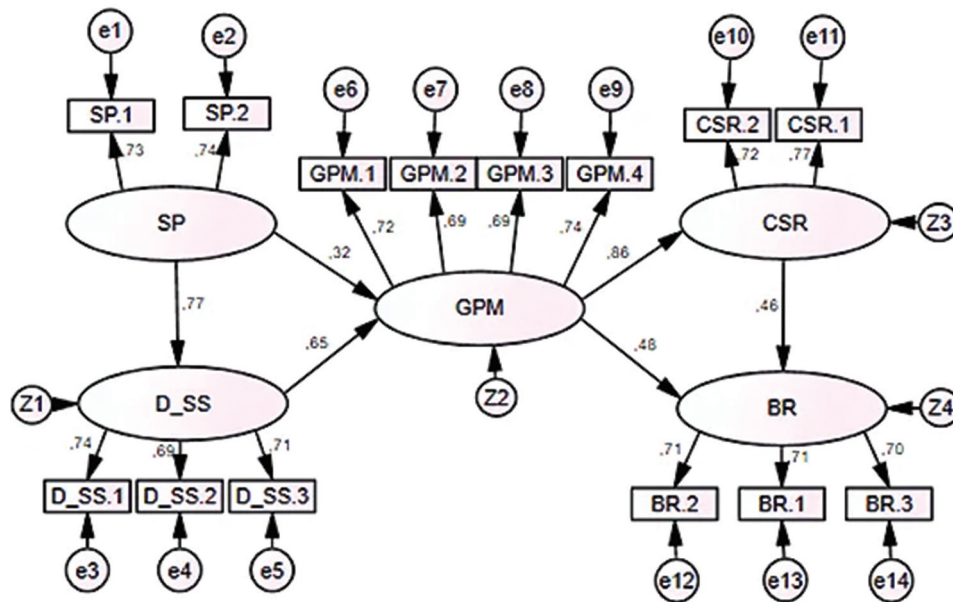 e1
e2
SP.1
SP.2
,73
,74
SP
e6
e7
e8
e9
GPM.1
GPM.2
GPM.3
GPM.4
,72
,69
,69
,74
e10
e11
CSR.2
CSR.1
,72
,77
CSR
Z3
,32
,77
,86
GPM
,46
,65
,48
Z2
Z1
D_SS
,74
,69
,71
D_SS.1
D_SS.2
D_SS.3
e3
e4
e5
BR
Z4
,71
,71
,70
BR.2
BR.1
BR.3
e12
e13
e14